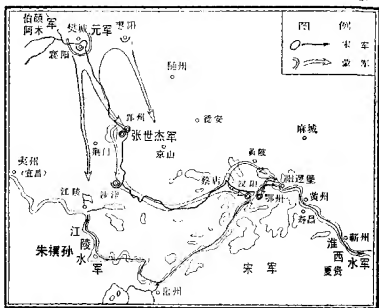 伯颜 军
阿术
樊城
元军
枣阳
襄阳
图 例
宋 军
蒙 军
随州
郢州
张世杰军
德安
麻城
荆门
京山
黄陂
夷州
(宜昌)
蔡店
汉阳
阳逻堡
江陵
沙洋
鄂州
黄州
寿昌
江
陵
水
军
朱禩孙
淮
西
水军
夏贵
蕲州
宋 军
岳州